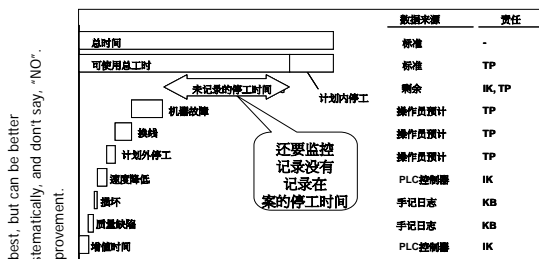 数据来源 责任
总时间 标准 -
可使用总工时 标准 TP
未记录的停工时间 剩余 IK, TP
计划内停工
机器故障 操作员预计 TP
换线 操作员预计 TP
计划外停工 操作员预计 TP
速度降低 PLC控制器 IK
损坏 手记日志 KB
质量缺陷 手记日志 KB
增值时间 PLC控制器 IK
还要监控
记录没有
记录在
案的停工时间
best, but can be better
stematically, and don't say, "NO".
provement.